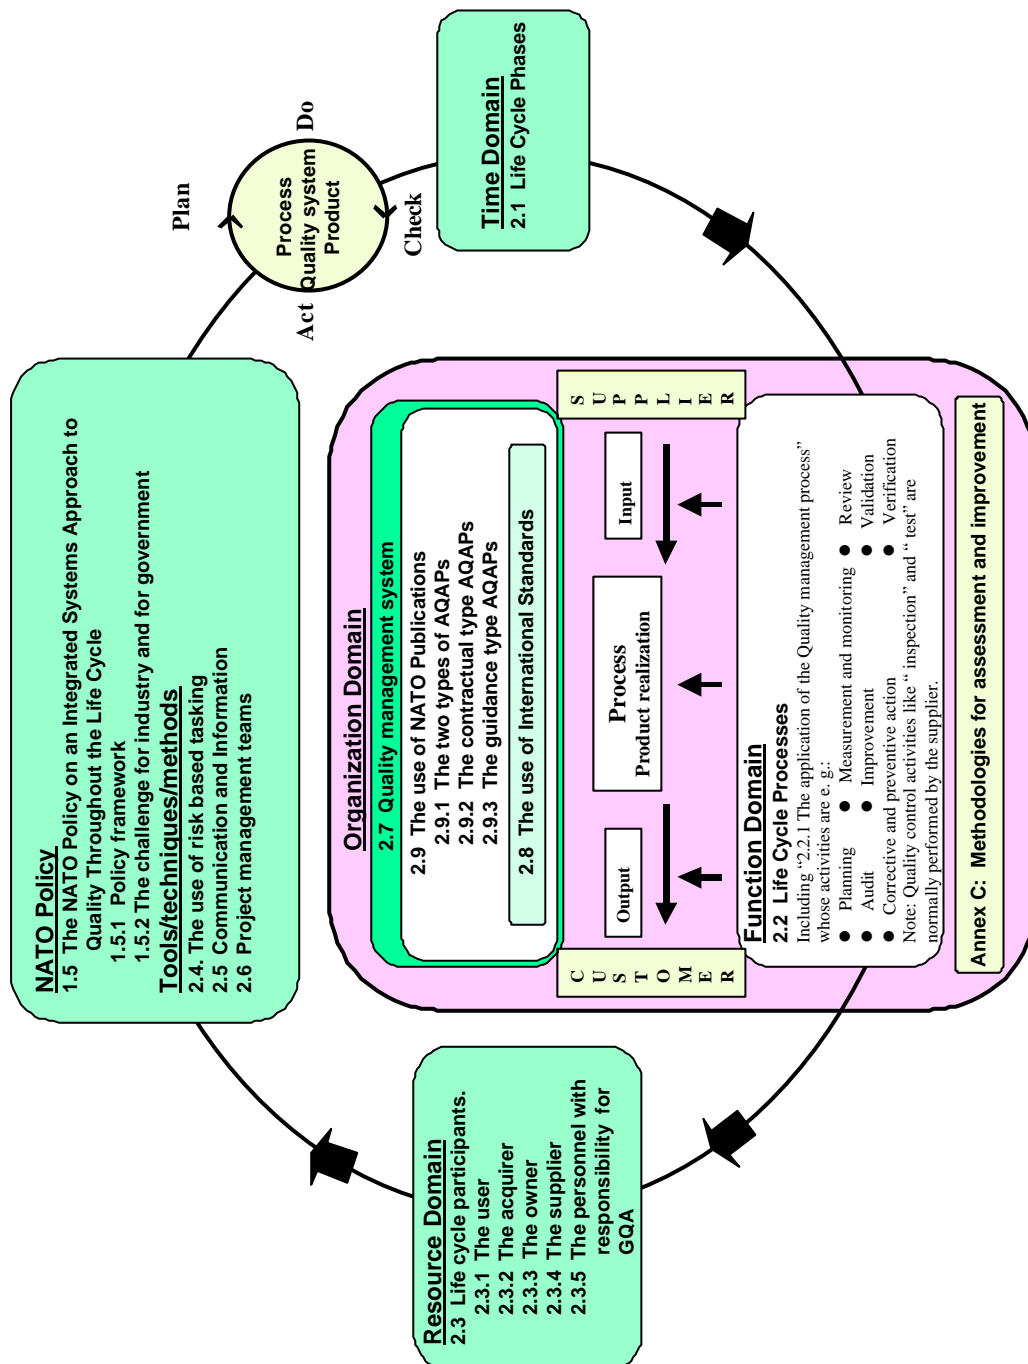 NATO Policy
1.5 The NATO Policy on an Integrated Systems Approach to
Quality Throughout the Life Cycle
1.5.1 Policy framework
1.5.2 The challenge for industry and for government
Tools/techniques/methods
2.4. The use of risk based tasking
2.5 Communication and Information
2.6 Project management teams
Plan
Do
Check
Act
Process
Quality system
Product
Time Domain
2.1 Life Cycle Phases
Resource Domain
2.3 Life cycle participants.
2.3.1 The user
2.3.2 The acquirer
2.3.3 The owner
2.3.4 The supplier
2.3.5 The personnel with
responsibility for
GQA
Organization Domain
2.7 Quality management system
2.9 The use of NATO Publications
2.9.1 The two types of AQAPs
2.9.2 The contractual type AQAPs
2.9.3 The guidance type AQAPs
2.8 The use of International Standards
CUSTOMER
Output
Process
Product realization
Input
SUPPLIER
Function Domain
2.2 Life Cycle Processes
Including “2.2.1 The application of the Quality management process”
whose activities are e. g.:
● Planning ● Measurement and monitoring ● Review
● Audit ● Improvement ● Validation
● Corrective and preventive action ● Verification
Note: Quality control activities like “ inspection” and “ test” are
normally performed by the supplier.
Annex C: Methodologies for assessment and improvement